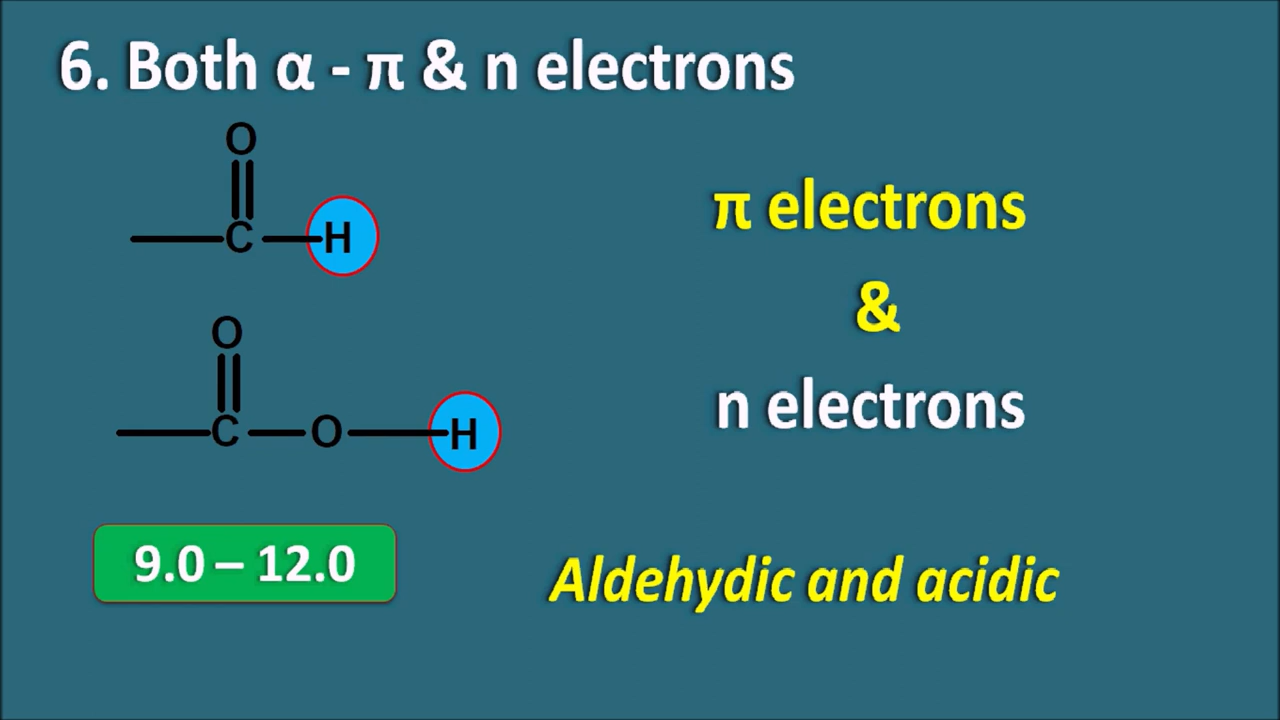 6. Both α - π & n electrons
O
C H
O
C O H
π electrons
&
n electrons
9.0 – 12.0
Aldehydic and acidic